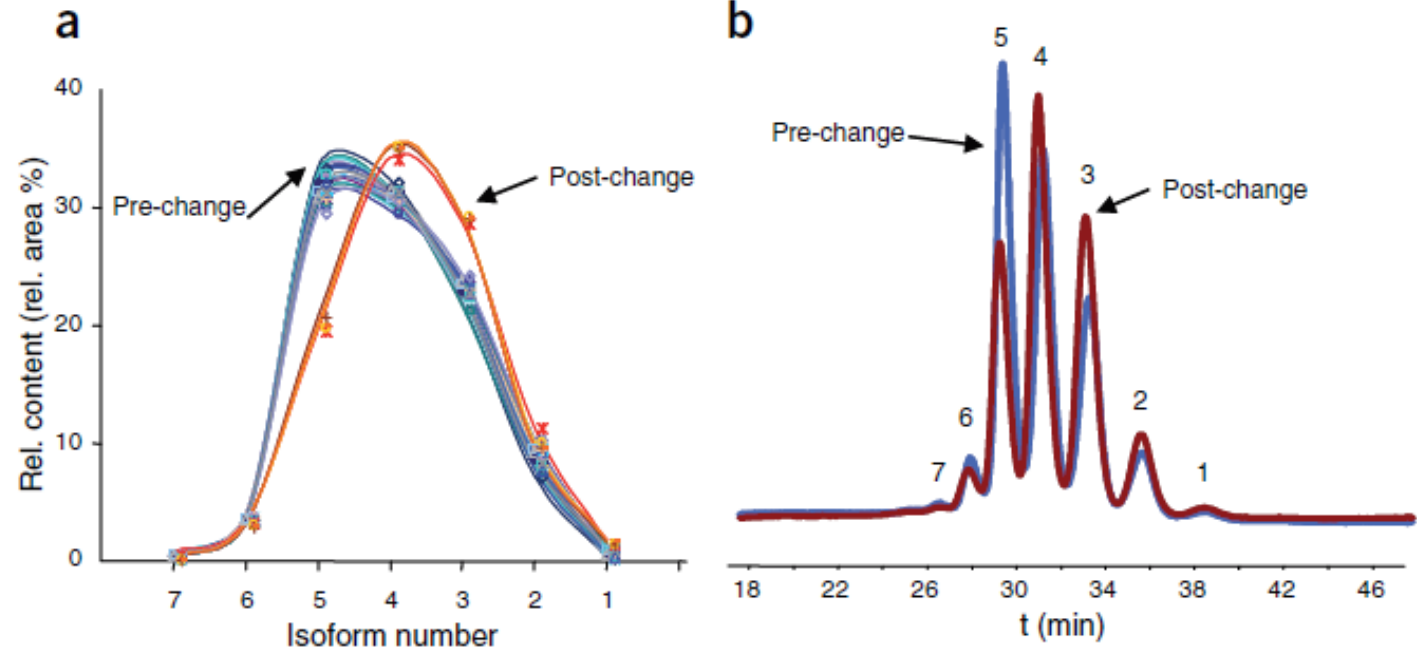 a
Rel. content (rel. area %)
40
30
20
10
0
Pre-change
Post-change
7 6 5 4 3 2 1
Isoform number
b
5
4
Pre-change
3
Post-change
6
2
7
1
18 22 26 30 34 38 42 46
t (min)